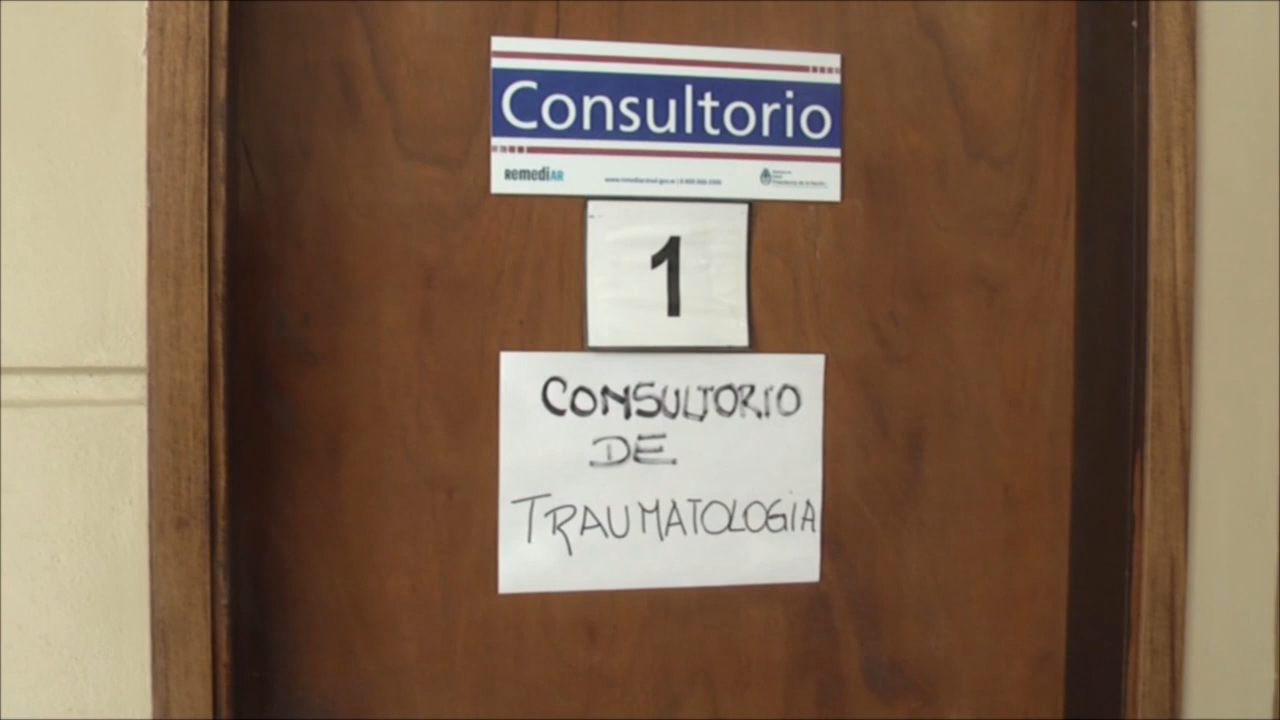 Consultorio
remediAR
1
CONSULTORIO
DE
TRAUMATOLOGIA